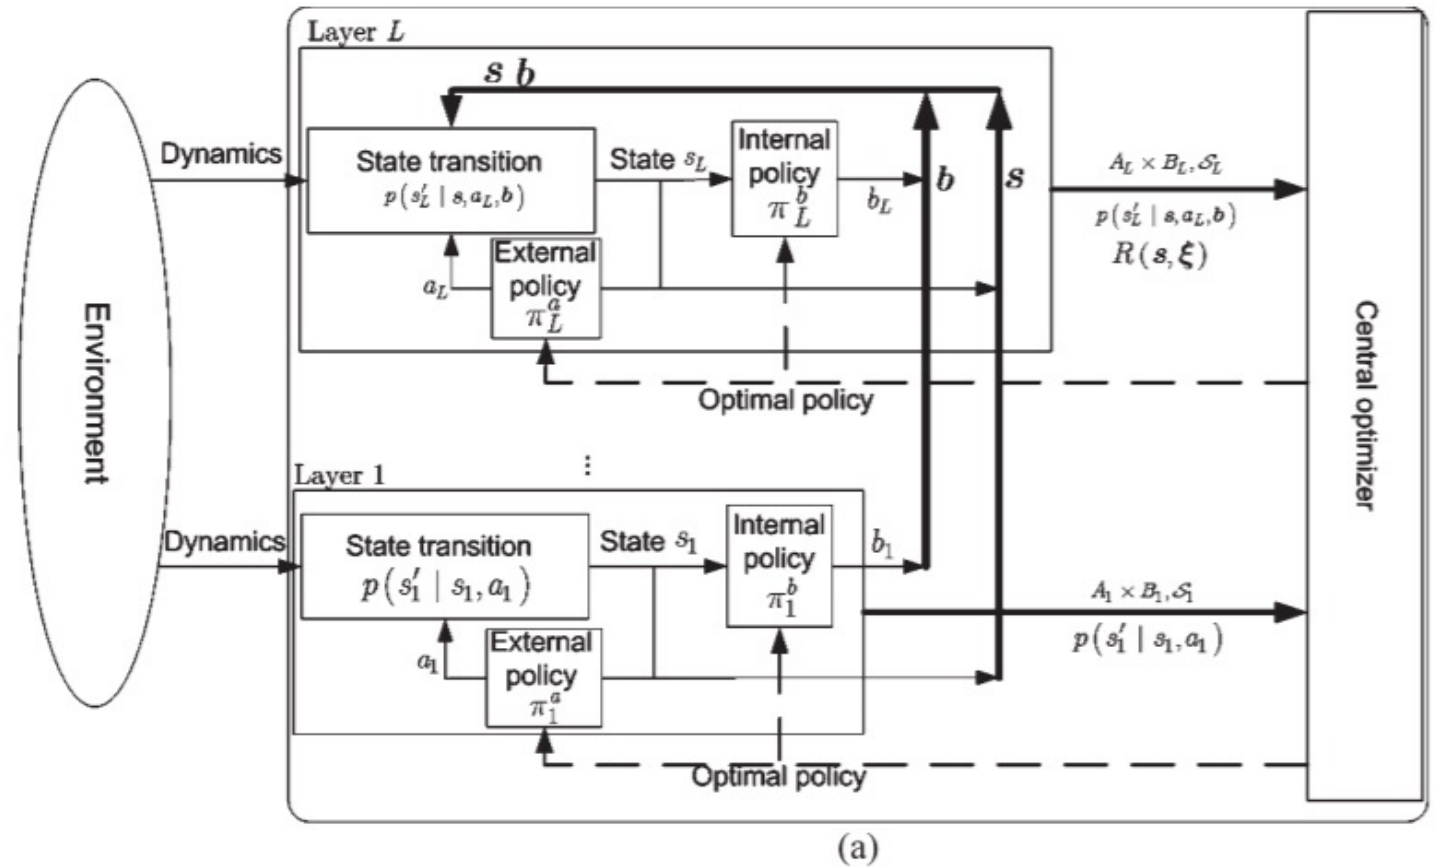 Layer L
s b
Dynamics
State transition
p(s′_L | s, a_L, b)
State s_L
Internal
policy
π^b_L
b_L
b
s
A_L × B_L, 𝒮_L
p(s′_L | s, a_L, b)
R(s, ξ)
External
policy
π^a_L
a_L
Optimal policy
Environment
Central optimizer
⋮
Layer 1
Dynamics
State transition
p(s′_1 | s_1, a_1)
State s_1
Internal
policy
π^b_1
b_1
A_1 × B_1, 𝒮_1
p(s′_1 | s_1, a_1)
External
policy
π^a_1
a_1
Optimal policy
(a)